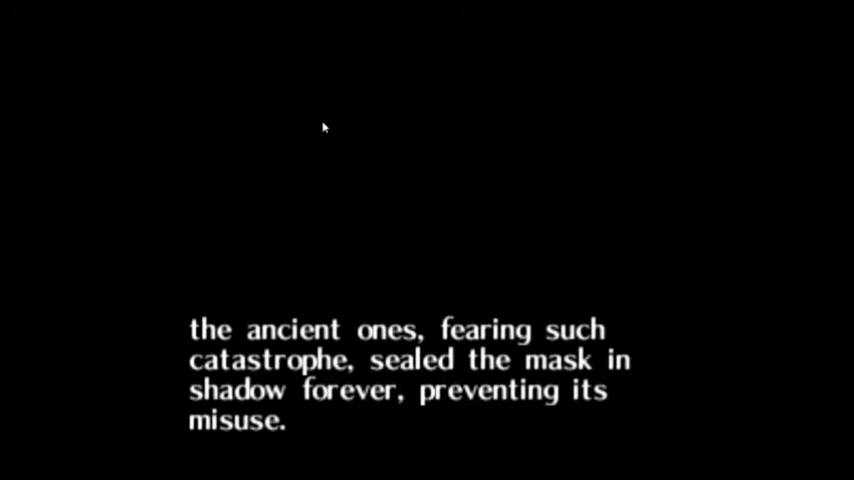 the ancient ones, fearing such
catastrophe, sealed the mask in
shadow forever, preventing its
misuse.